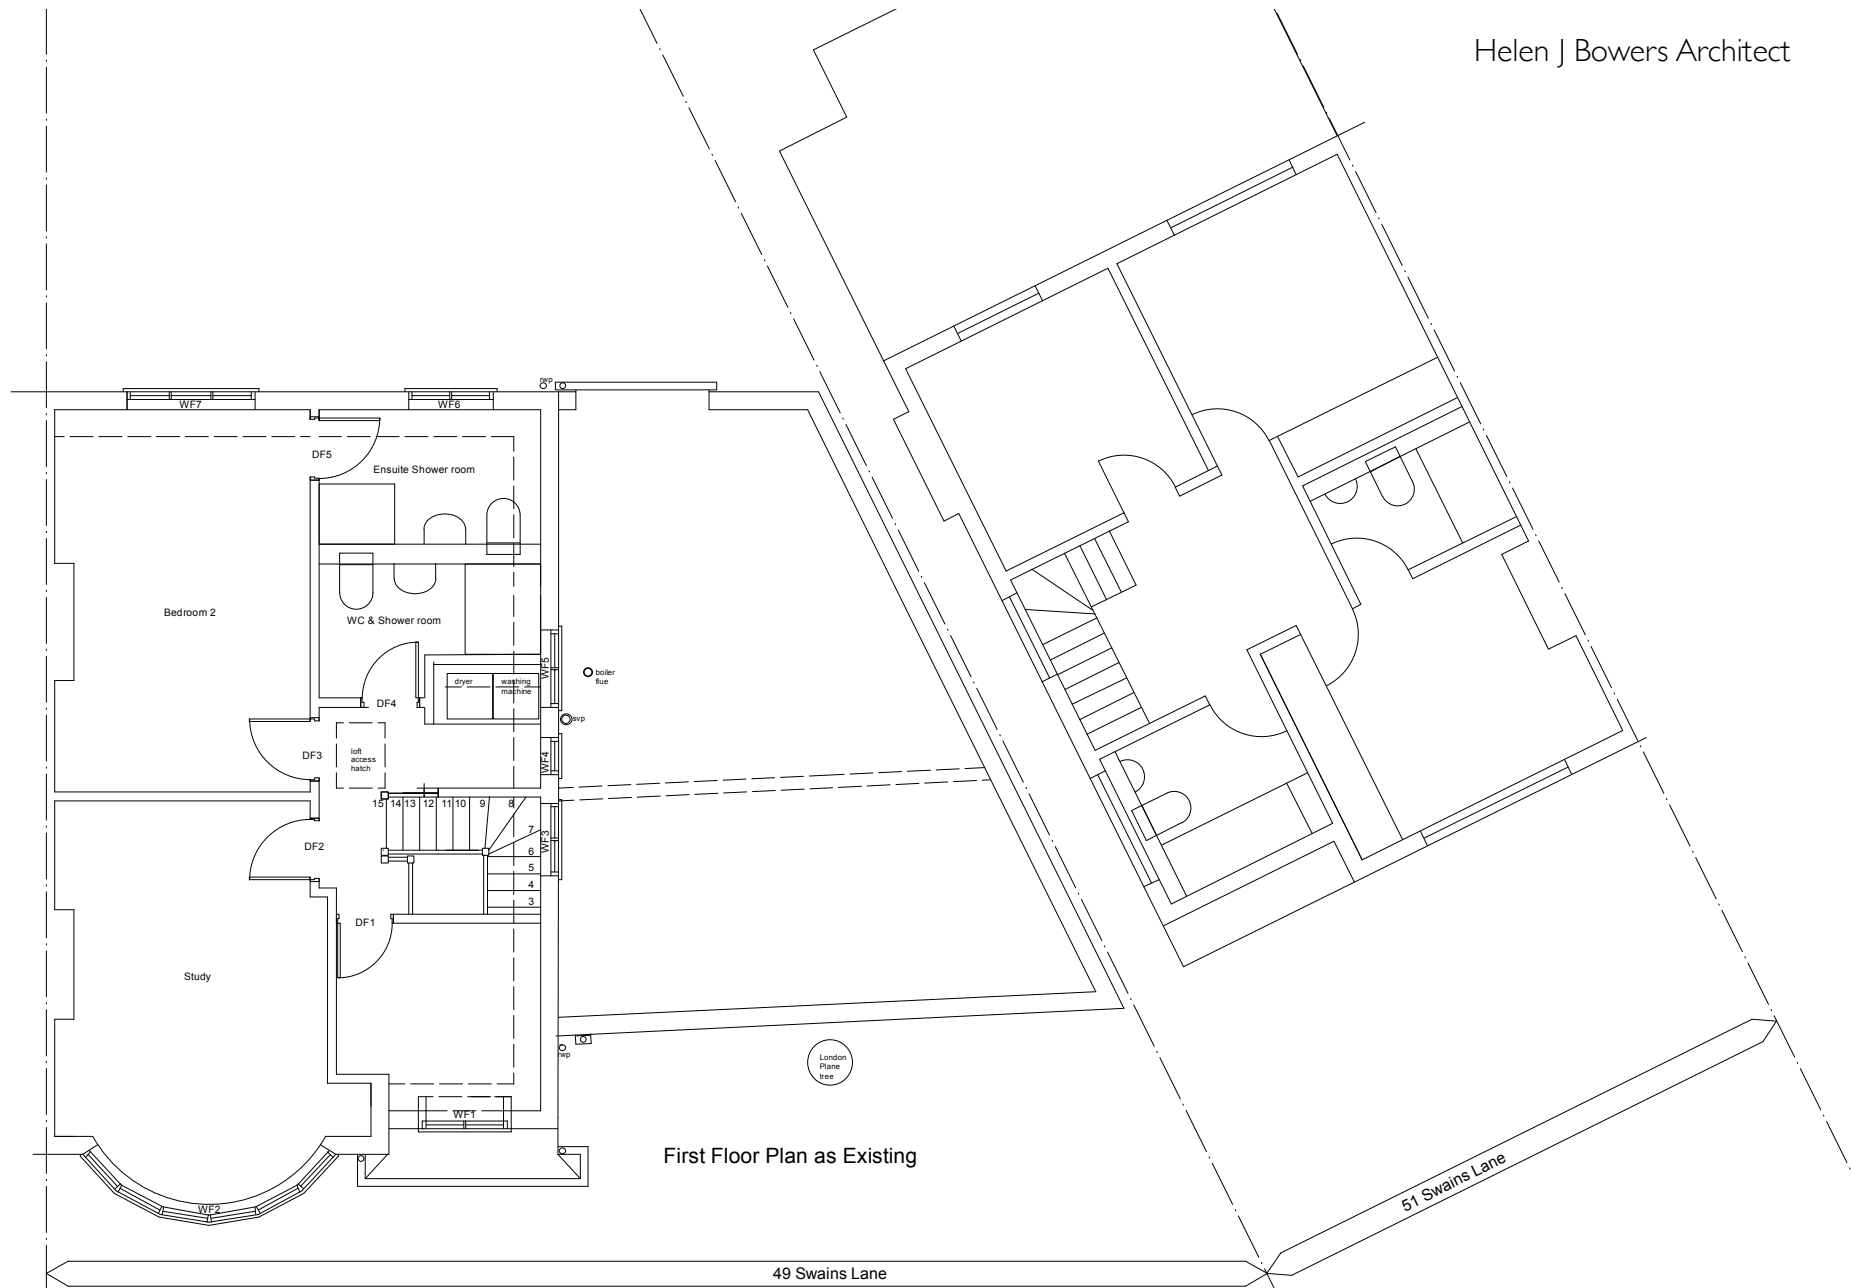 Helen J Bowers Architect
rwp
WF7
WF6
DF5
Ensuite Shower room
Bedroom 2
WC & Shower room
WF5
boiler
flue
dryer
washing
machine
DF4
svp
DF3
loft
access
hatch
WF4
15 14 13 12 11 10 9 8
7
WF3
6
5
4
3
DF2
DF1
Study
rwp
London
Plane
tree
WF1
First Floor Plan as Existing
WF2
51 Swains Lane
49 Swains Lane